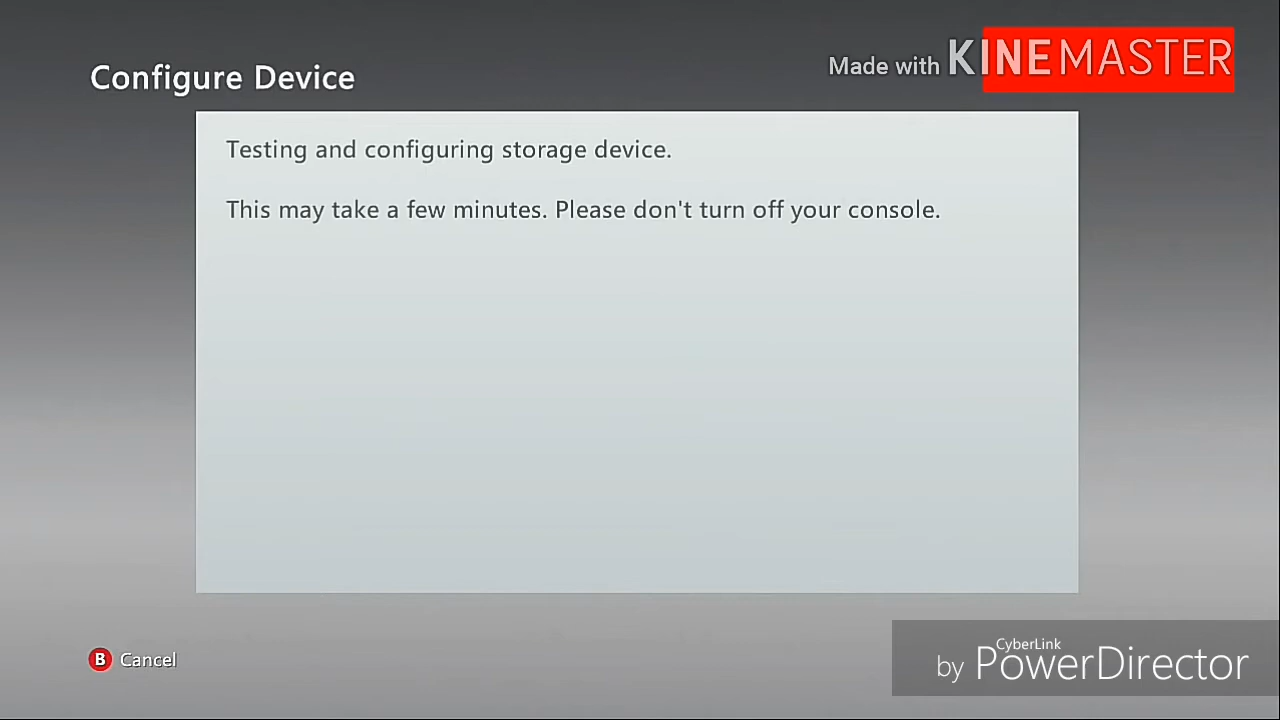 Made with KINEMASTER
Configure Device
Testing and configuring storage device.
This may take a few minutes. Please don't turn off your console.
B Cancel
CyberLink
by PowerDirector